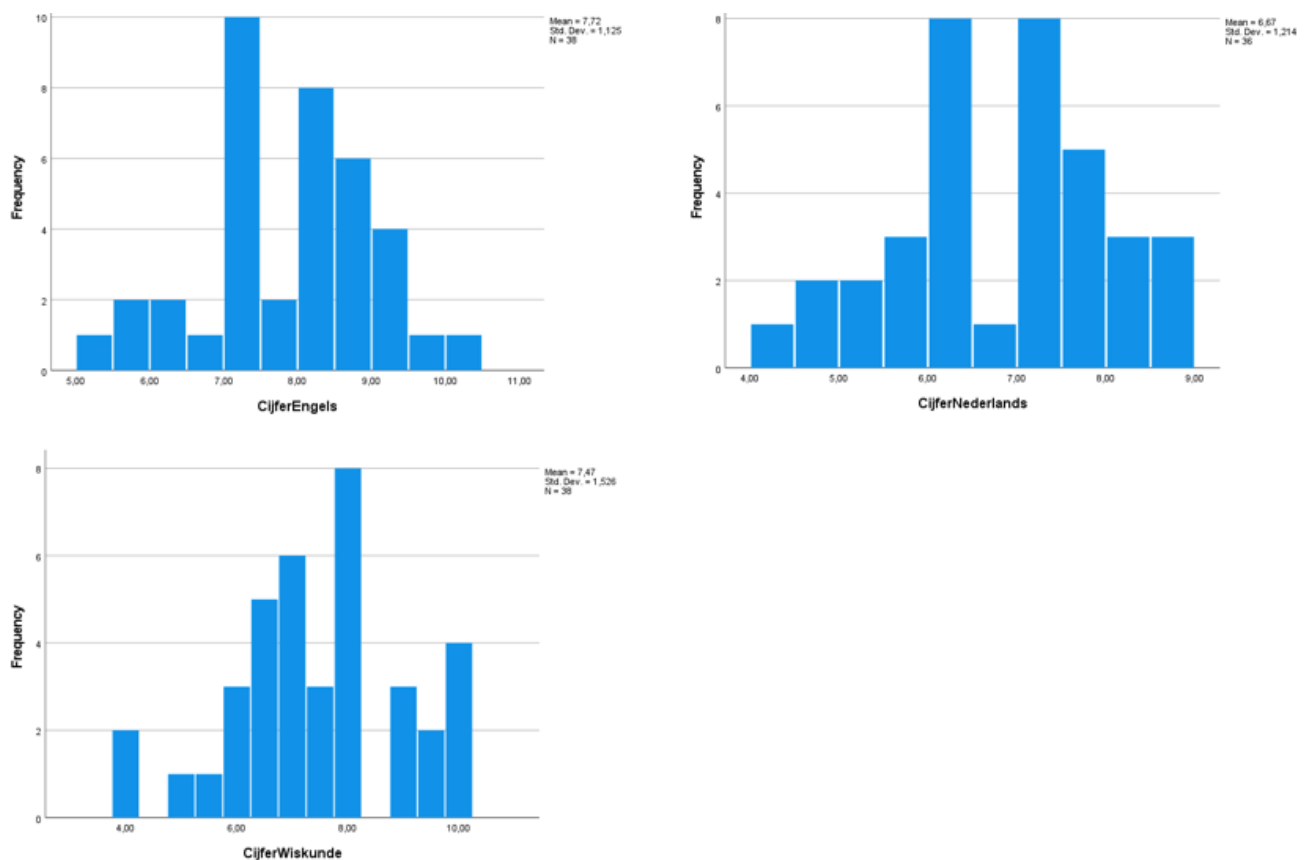 Mean = 7,72
Std. Dev. = 1,125
N = 38
10
8
6
4
2
0
Frequency
5,00 6,00 7,00 8,00 9,00 10,00 11,00
CijferEngels
Mean = 6,67
Std. Dev. = 1,214
N = 36
8
6
4
2
0
Frequency
4,00 5,00 6,00 7,00 8,00 9,00
CijferNederlands
Mean = 7,47
Std. Dev. = 1,526
N = 38
8
6
4
2
0
Frequency
4,00 6,00 8,00 10,00
CijferWiskunde